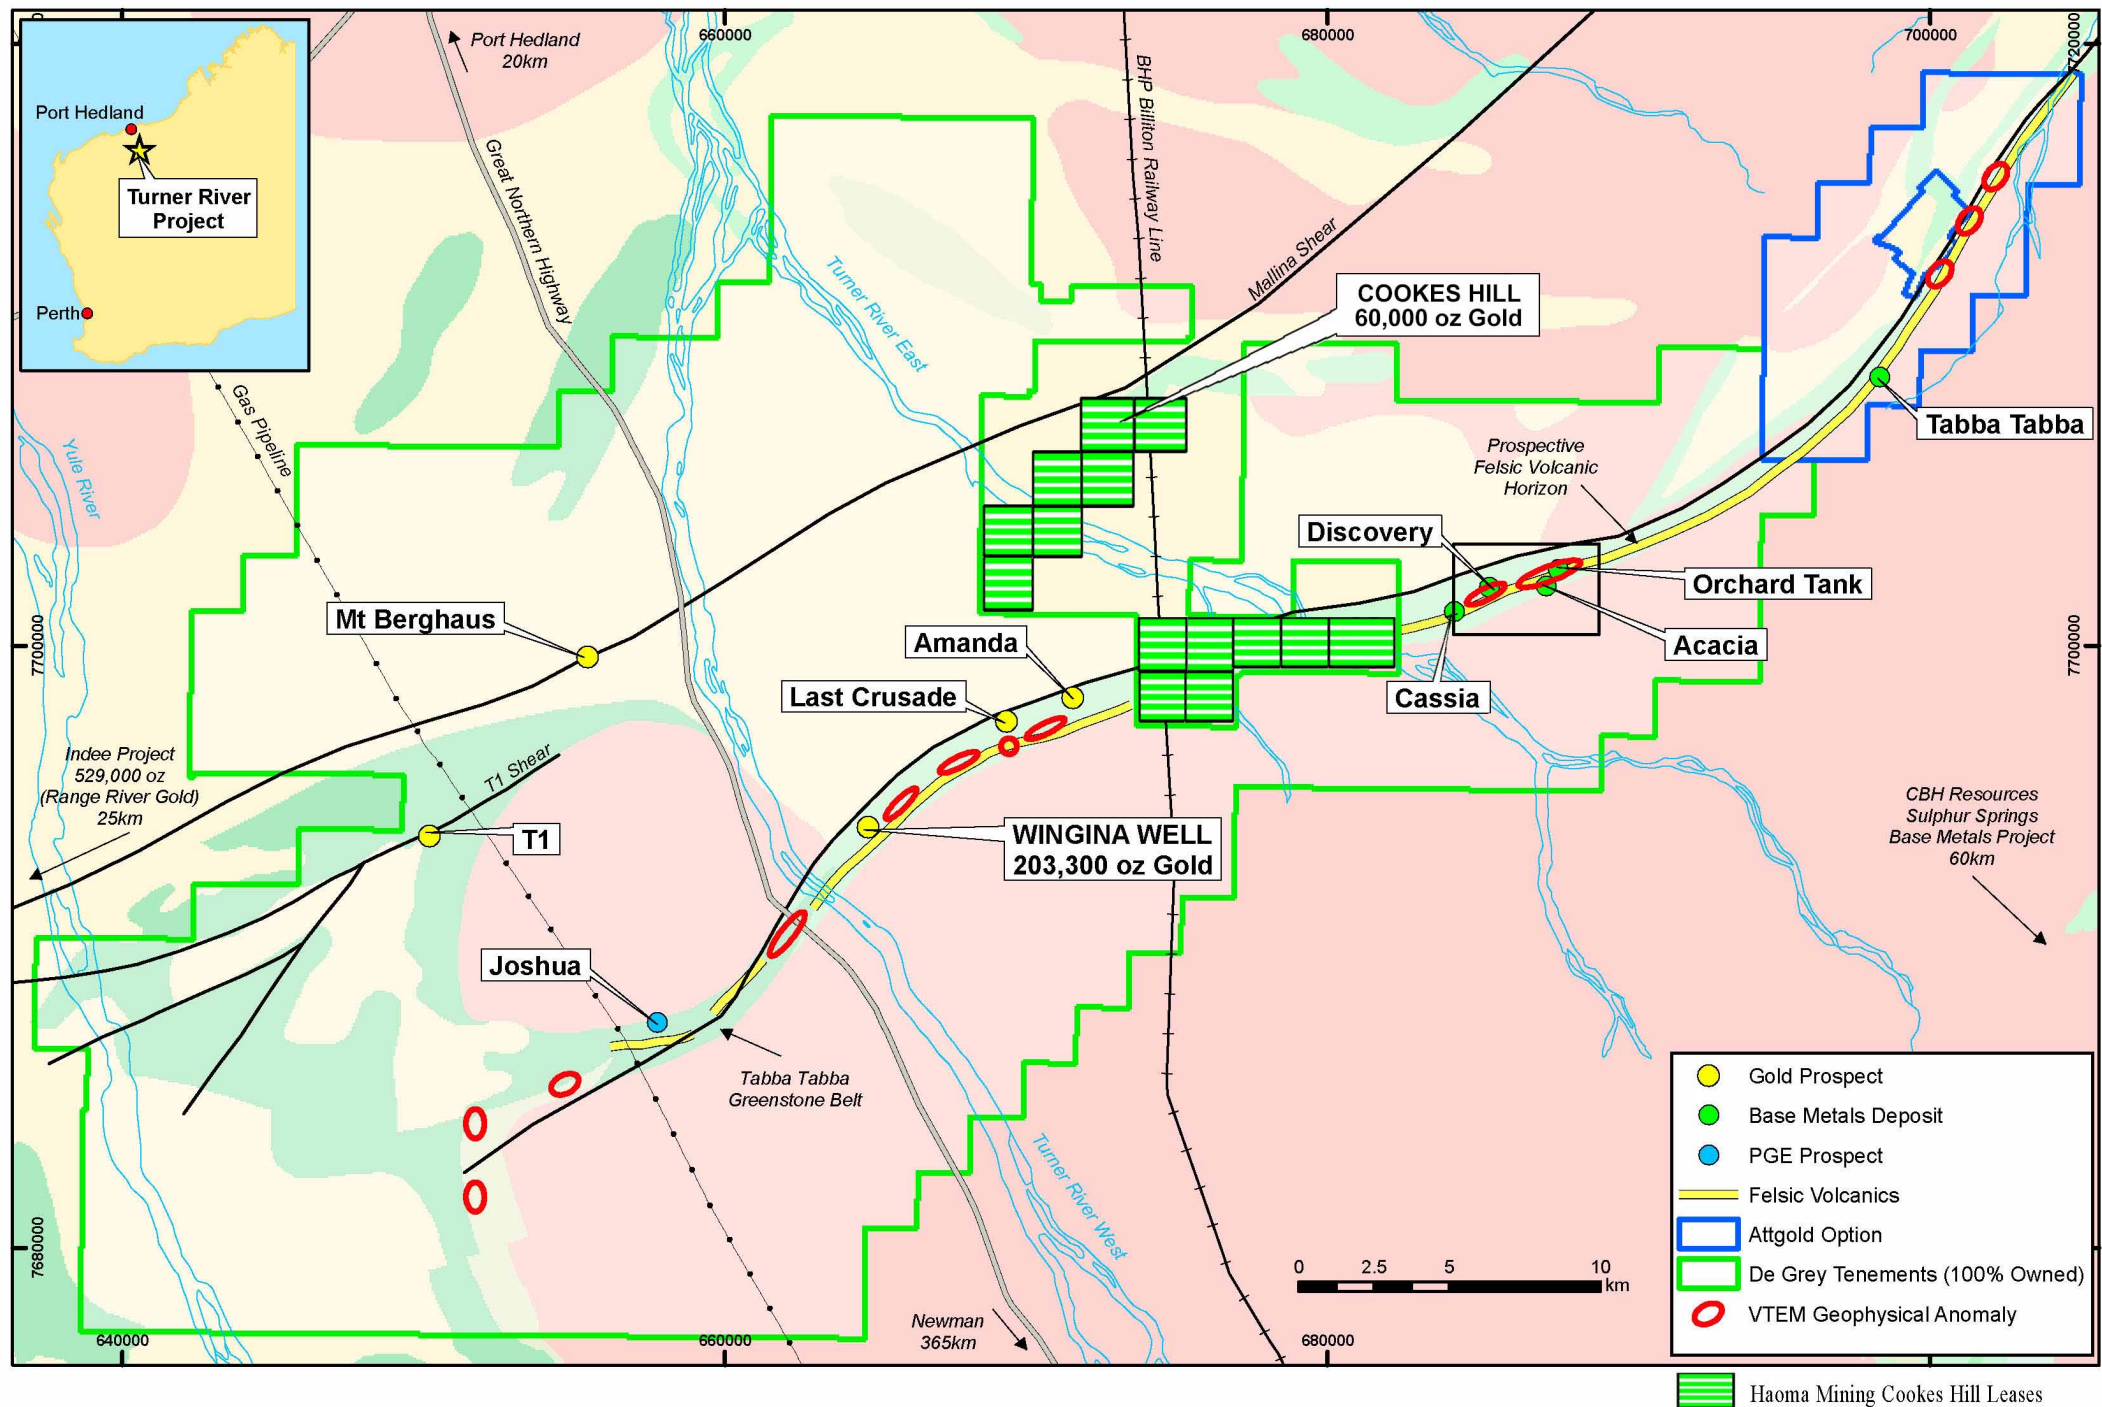 660000
680000
700000
7720000
Port Hedland
20km
Port Hedland
Turner River
Project
Perth
BHP Billiton Railway Line
Great Northern Highway
Mallina Shear
Turner River East
COOKES HILL
60,000 oz Gold
Gas Pipeline
Yule River
Tabba Tabba
Prospective
Felsic Volcanic
Horizon
Discovery
Orchard Tank
Mt Berghaus
Amanda
Acacia
7700000
7700000
Last Crusade
Cassia
Indee Project
529,000 oz
(Range River Gold)
25km
T1 Shear
T1
WINGINA WELL
203,300 oz Gold
CBH Resources
Sulphur Springs
Base Metals Project
60km
Joshua
Tabba Tabba
Greenstone Belt
Turner River West
7680000
Newman
365km
0
2.5
5
10
km
640000
660000
680000
Gold Prospect
Base Metals Deposit
PGE Prospect
Felsic Volcanics
Attgold Option
De Grey Tenements (100% Owned)
VTEM Geophysical Anomaly
Haoma Mining Cookes Hill Leases